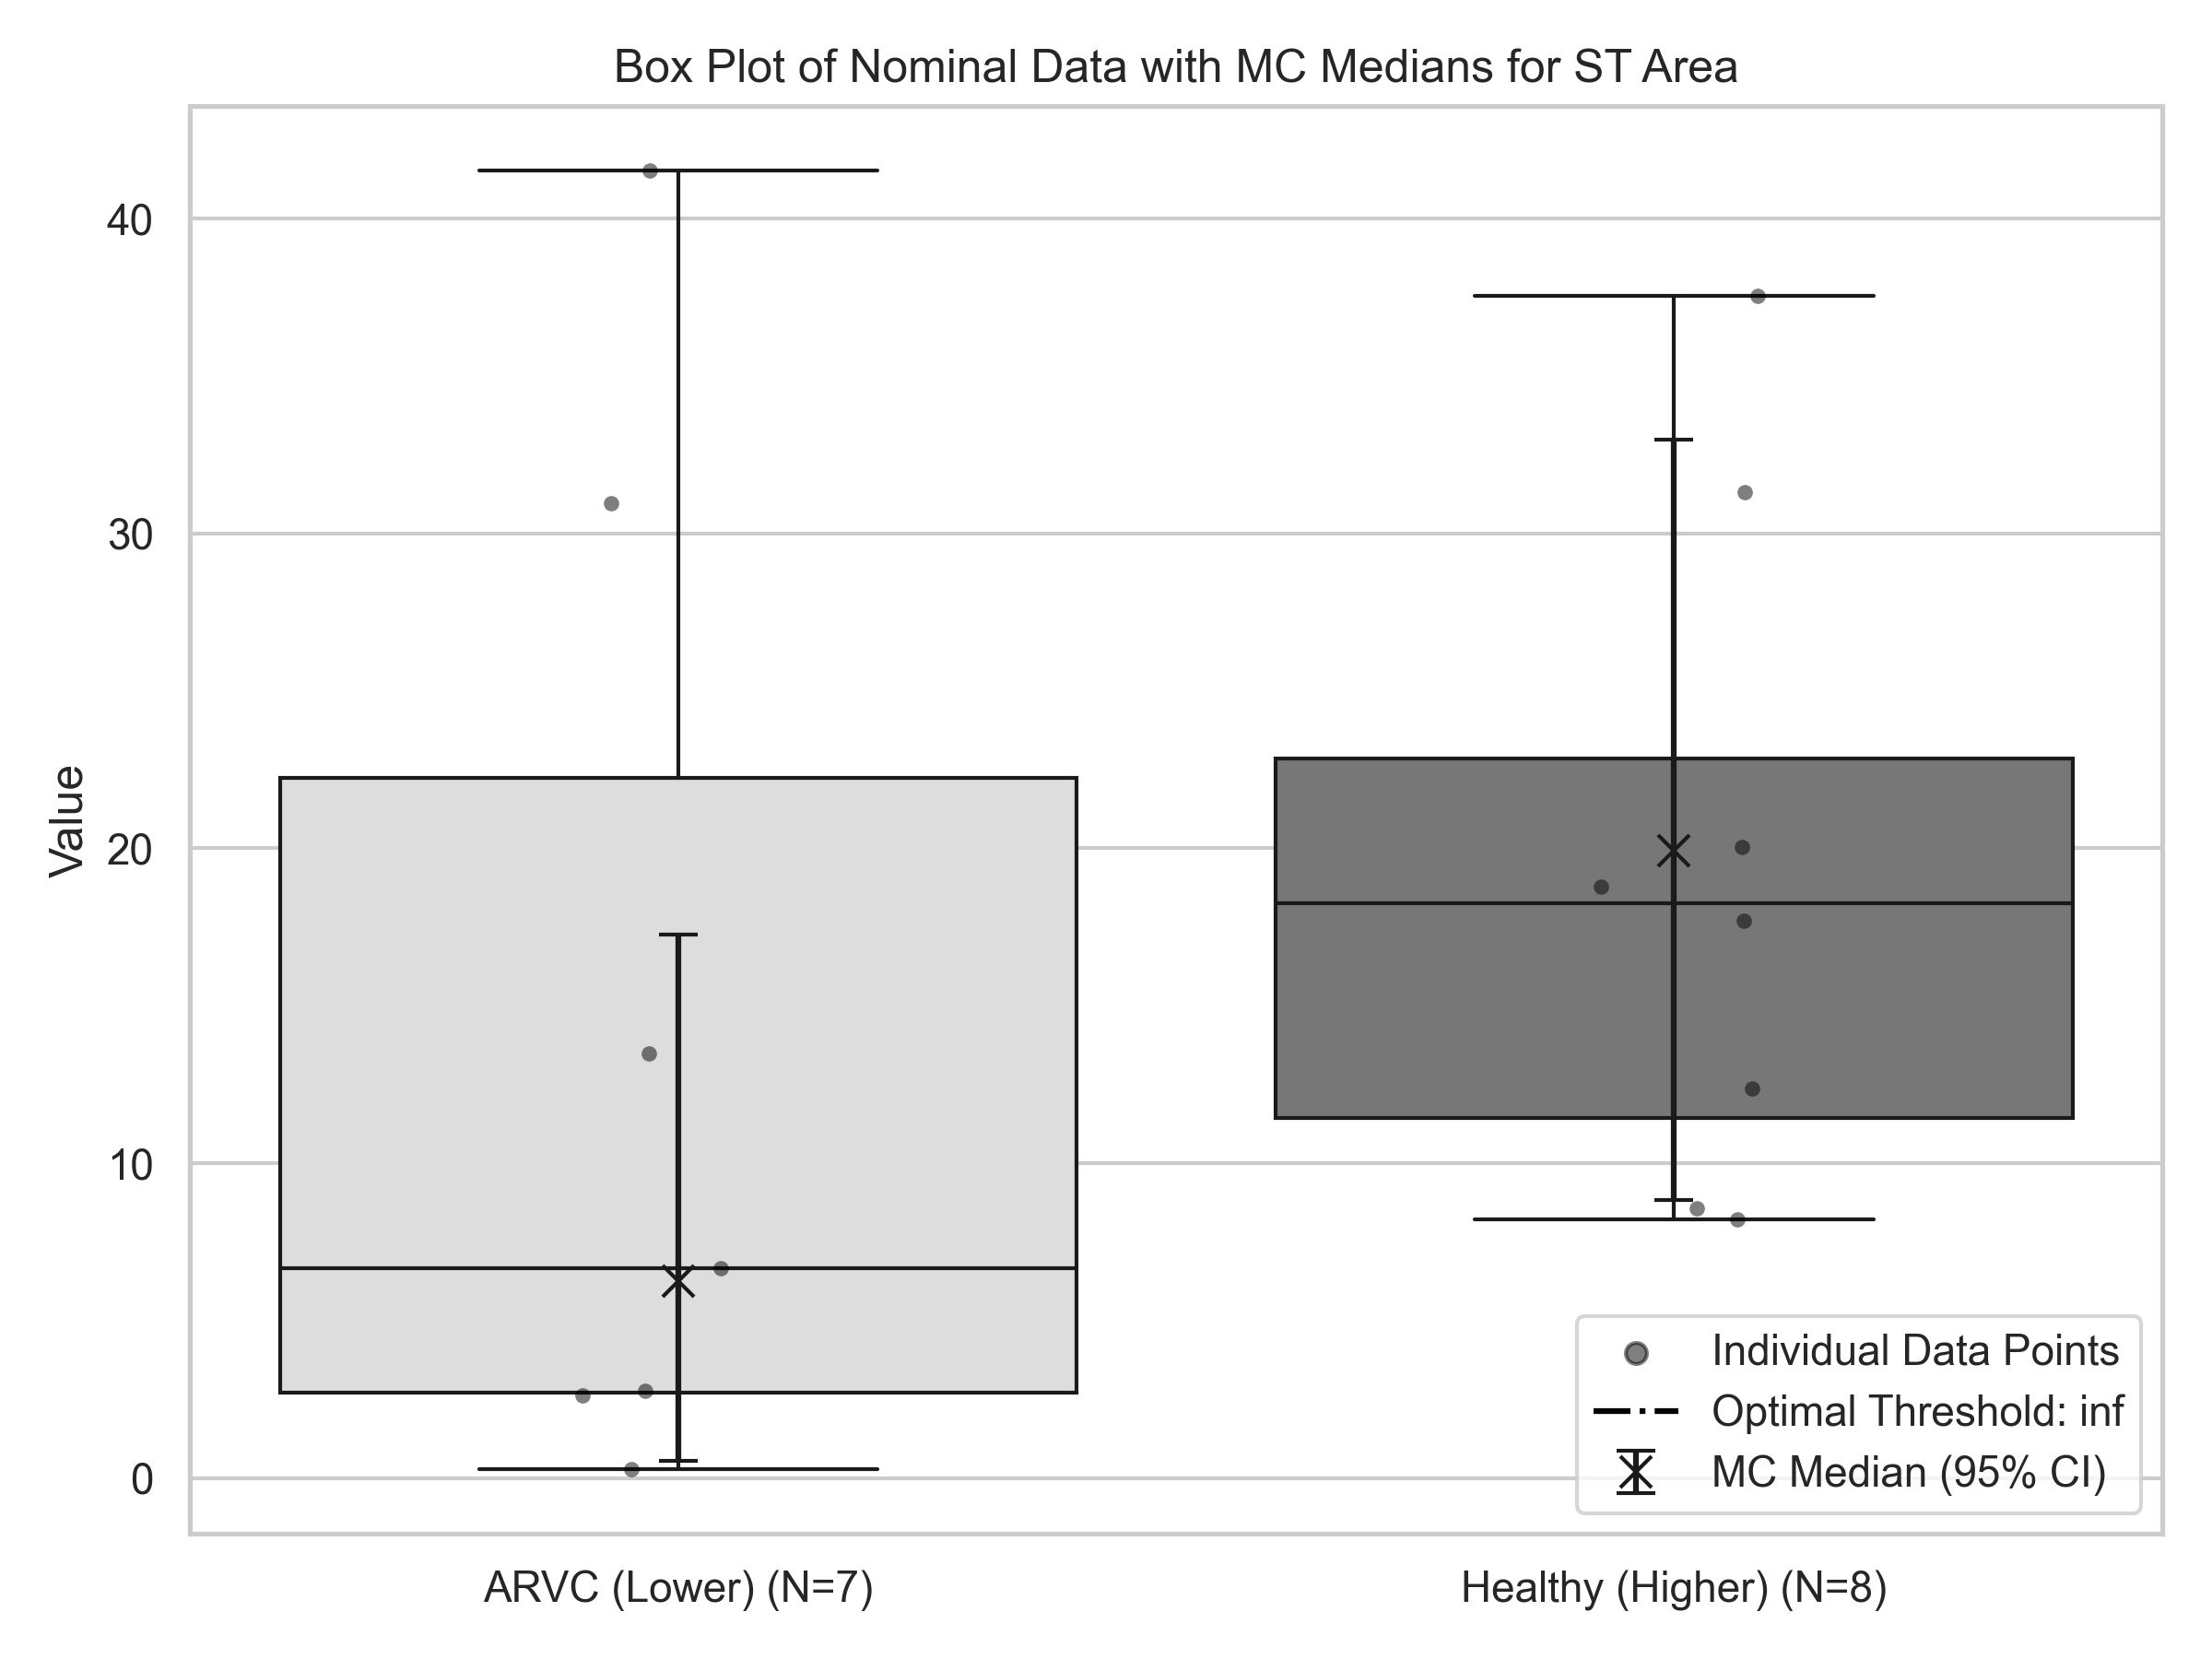 Box Plot of Nominal Data with MC Medians for ST Area
Value
40
30
20
10
0
Individual Data Points
Optimal Threshold: inf
MC Median (95% CI)
ARVC (Lower) (N=7)
Healthy (Higher) (N=8)